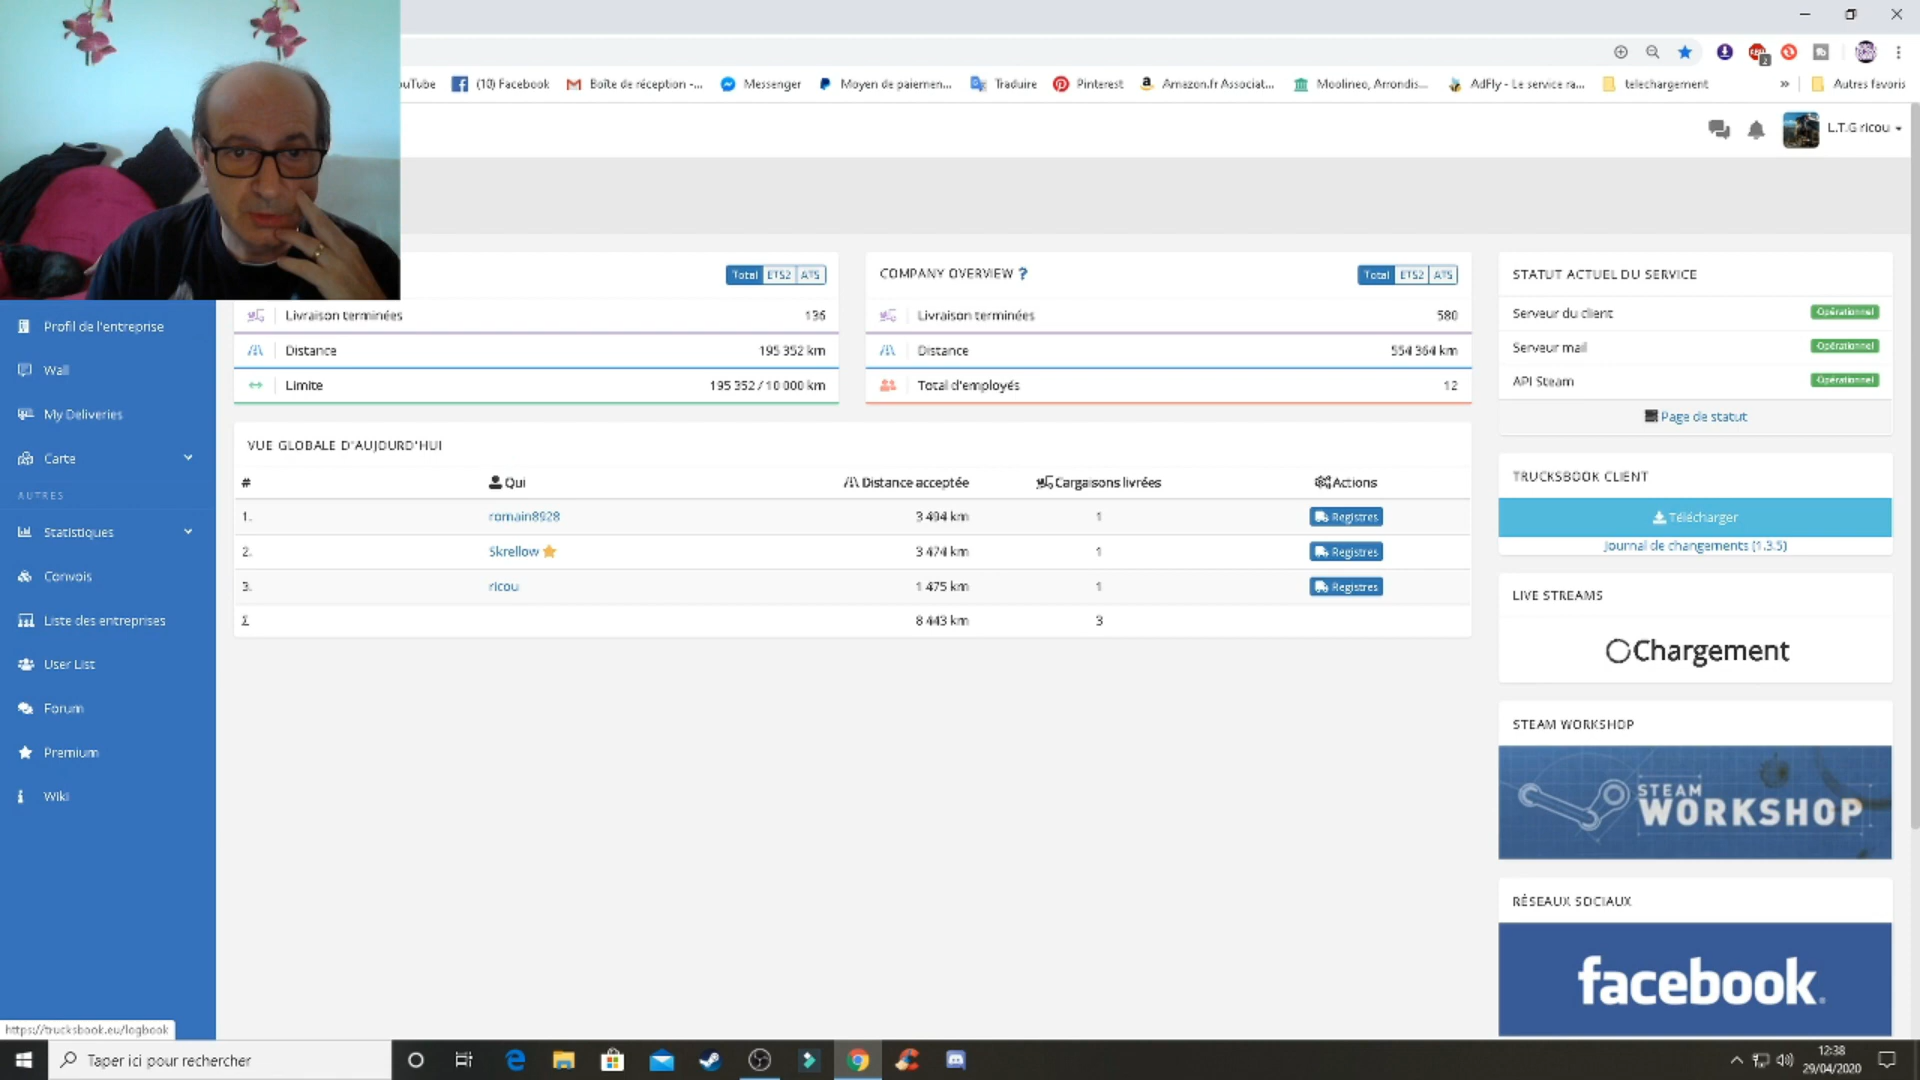 ouTube
(10) Facebook
Boîte de réception -...
Messenger
Moyen de paiemen...
Traduire
Pinterest
Amazon.fr Associat...
Moolineo, Arrondis...
AdFly - Le service ra...
telechargement
»
Autres favoris
L.T.G ricou
Total ETS2 ATS
COMPANY OVERVIEW ?
Total ETS2 ATS
STATUT ACTUEL DU SERVICE
Livraison terminées 136
Distance 195 352 km
Limite 195 352 / 10 000 km
Livraison terminées 580
Distance 554 364 km
Total d'employés 12
Serveur du client Opérationnel
Serveur mail Opérationnel
API Steam Opérationnel
Page de statut
Profil de l'entreprise
Wall
My Deliveries
Carte
AUTRES
Statistiques
Convois
Liste des entreprises
User List
Forum
Premium
Wiki
VUE GLOBALE D'AUJOURD'HUI
# Qui Distance acceptée Cargaisons livrées Actions
1. romain8928 3 494 km 1 Registres
2. Skrellow 3 474 km 1 Registres
3. ricou 1 475 km 1 Registres
Σ 8 443 km 3
TRUCKSBOOK CLIENT
Télécharger
Journal de changements (1.3.5)
LIVE STREAMS
Chargement
STEAM WORKSHOP
STEAM
WORKSHOP
RÉSEAUX SOCIAUX
facebook.
https://trucksbook.eu/logbook
Taper ici pour rechercher
12:38
29/04/2020